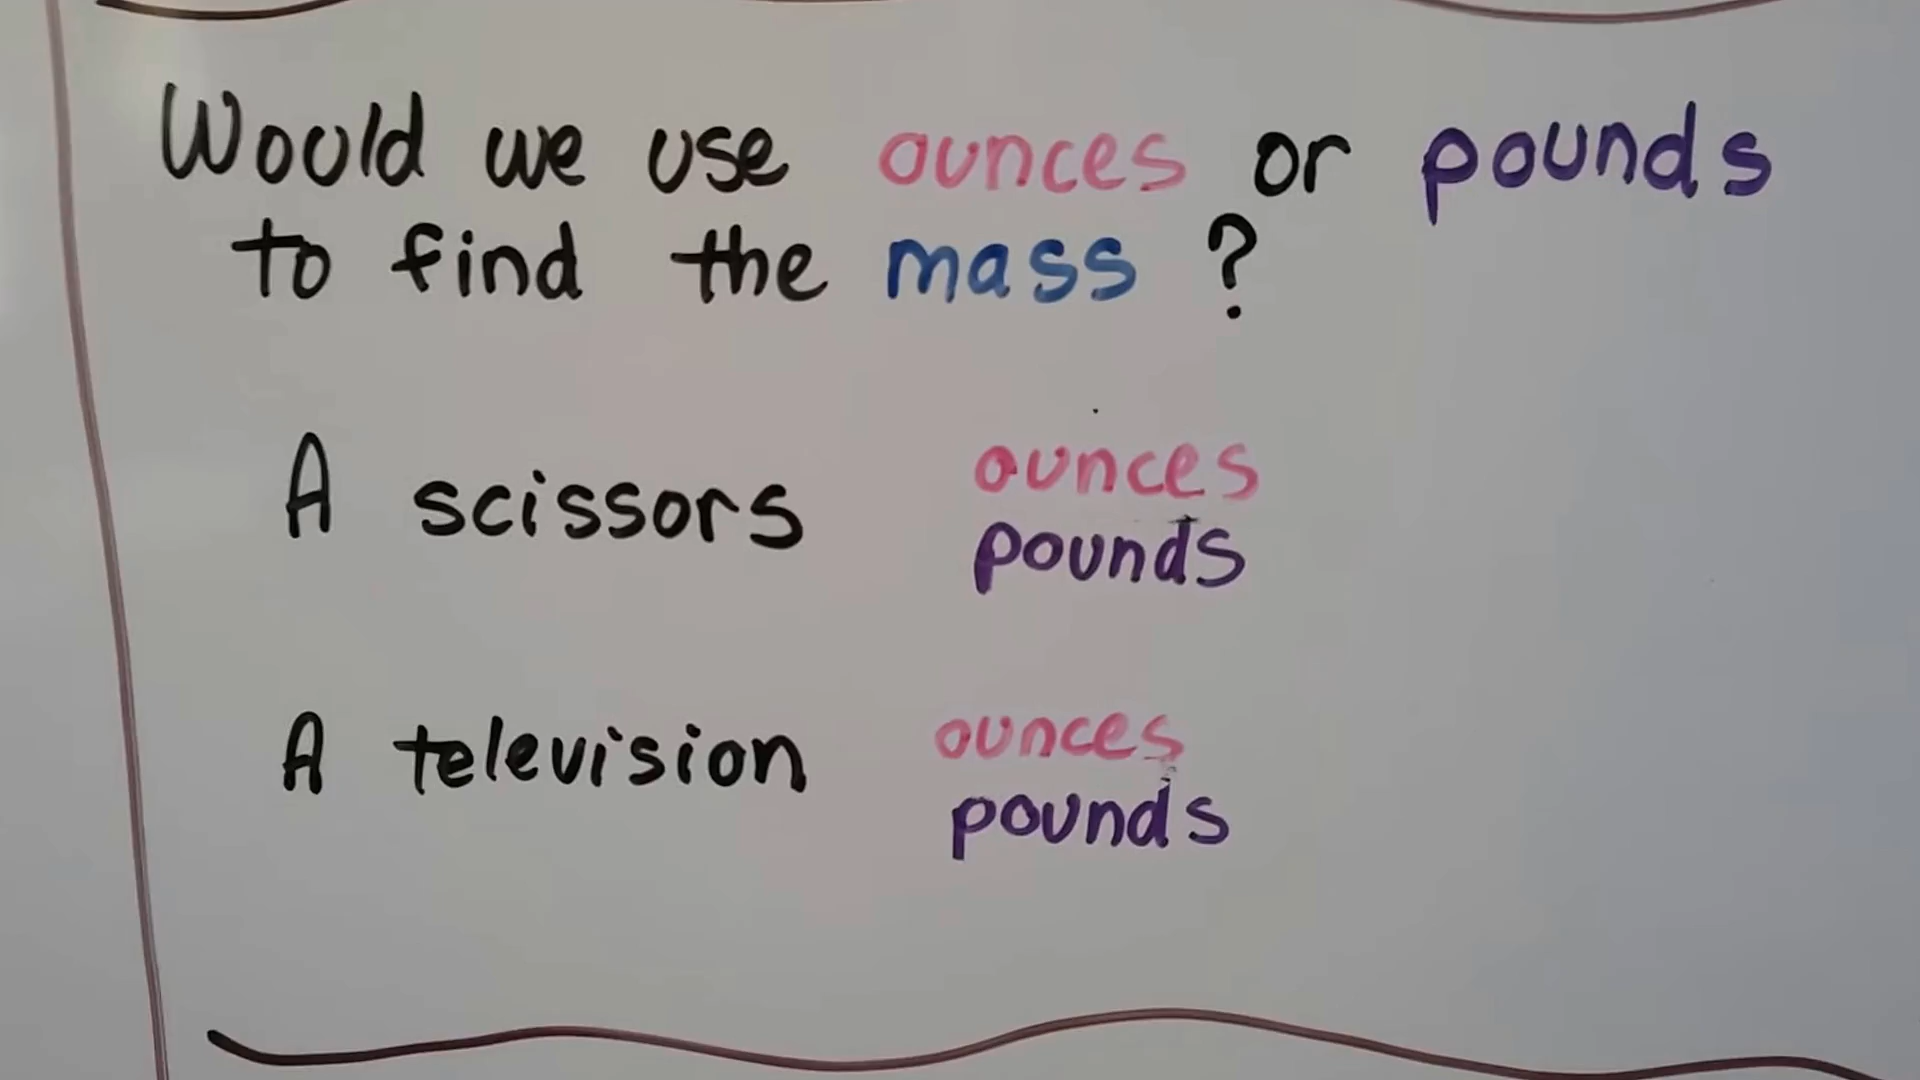 Would we use ounces or pounds
to find the mass ?
A scissors
ounces
pounds
A television
ounces
pounds